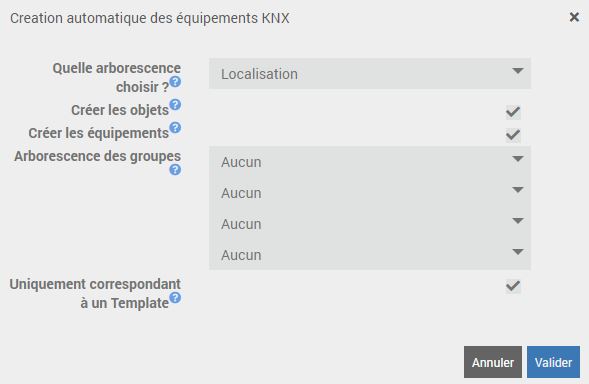 Creation automatique des équipements KNX ×
Quelle arborescence Localisation
choisir ? ?
Créer les objets ?
Créer les équipements ?
Arborescence des groupes Aucun
?
Aucun
Aucun
Aucun
Uniquement correspondant
à un Template ?
Annuler Valider